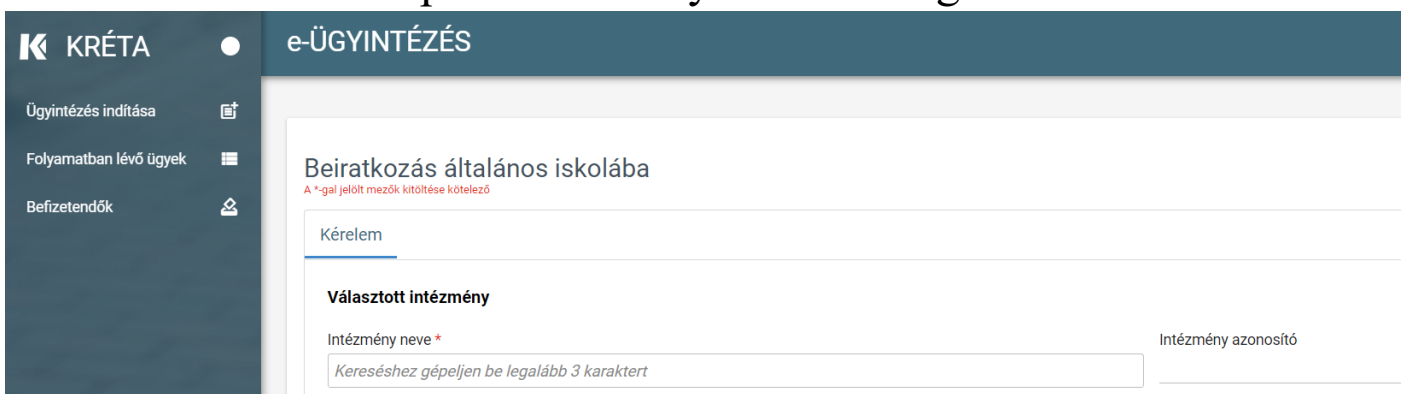 KRÉTA
e-ÜGYINTÉZÉS
Ügyintézés indítása
Folyamatban lévő ügyek
Befizetendők
Beiratkozás általános iskolába
A *-gal jelölt mezők kitöltése kötelező
Kérelem
Választott intézmény
Intézmény neve *
Intézmény azonosító
Kereséshez gépeljen be legalább 3 karaktert